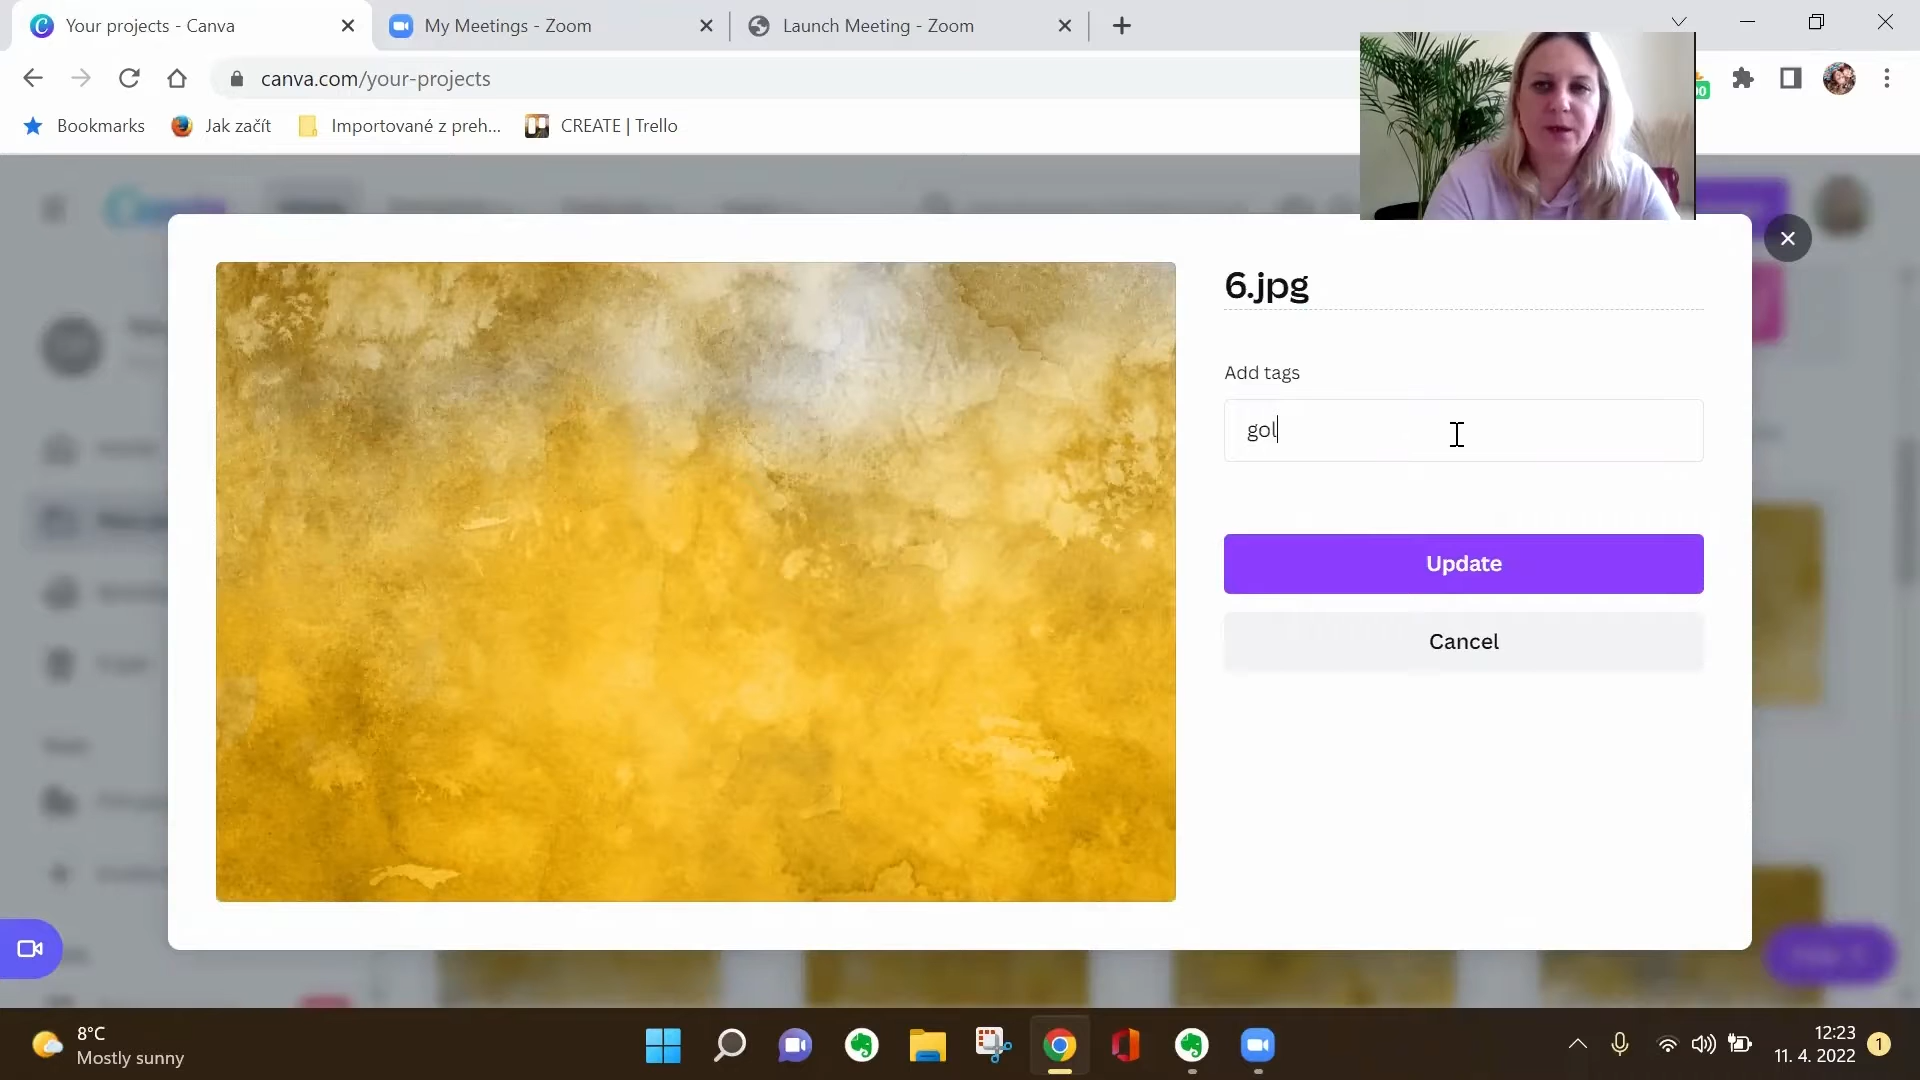 Your projects - Canva
My Meetings - Zoom
Launch Meeting - Zoom
canva.com/your-projects
Bookmarks
Jak začít
Importované z preh...
CREATE | Trello
6.jpg
Add tags
gol
Update
Cancel
8°C
Mostly sunny
12:23
11. 4. 2022
1